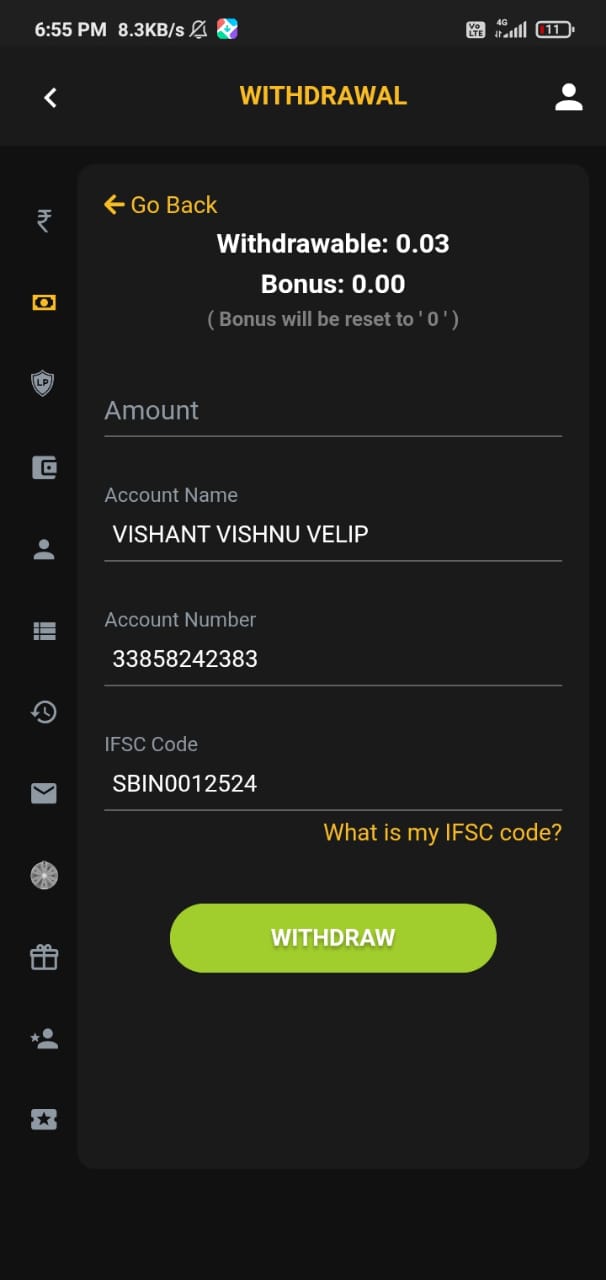 6:55 PM 8.3KB/s Vo LTE 4G 11
WITHDRAWAL
₹
LP
Go Back
Withdrawable: 0.03
Bonus: 0.00
( Bonus will be reset to ' 0 ' )
Amount
Account Name
VISHANT VISHNU VELIP
Account Number
33858242383
IFSC Code
SBIN0012524
What is my IFSC code?
WITHDRAW